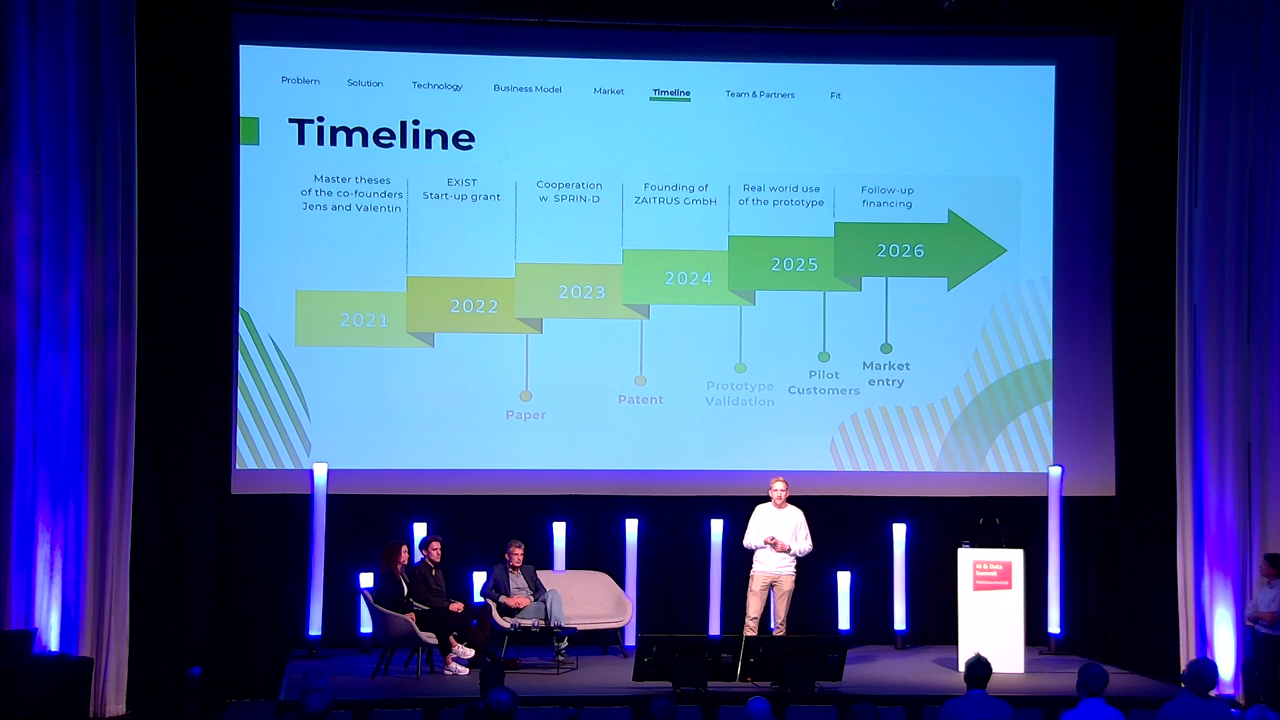 Problem
Solution
Technology
Business Model
Market
Timeline
Team & Partners
Fit
Timeline
Master theses
of the co-founders
Jens and Valentin
EXIST
Start-up grant
Cooperation
w. SPRIN-D
Founding of
ZAITRUS GmbH
Real world use
of the prototype
Follow-up
financing
2021
2022
2023
2024
2025
2026
Paper
Patent
Prototype
Validation
Pilot
Customers
Market
entry
AI & Data
Summit